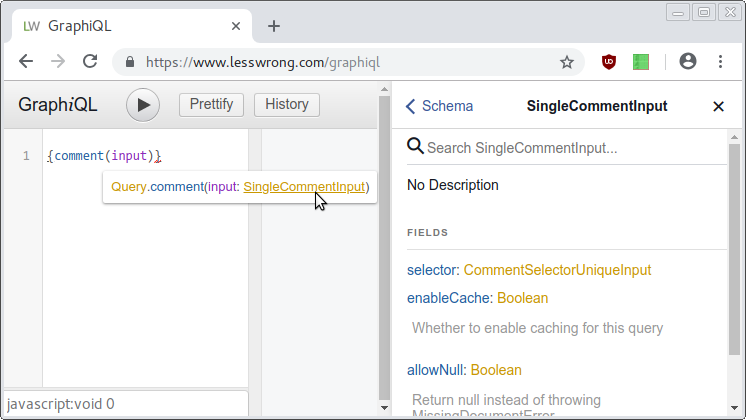 LW GraphiQL
https://www.lesswrong.com/graphiql
UD
GraphiQL
Prettify
History
1 {comment(input)}
Query.comment(input: SingleCommentInput)
javascript:void 0
Schema
SingleCommentInput
Search SingleCommentInput...
No Description
FIELDS
selector: CommentSelectorUniqueInput
enableCache: Boolean
Whether to enable caching for this query
allowNull: Boolean
Return null instead of throwing
MissingDocumentError